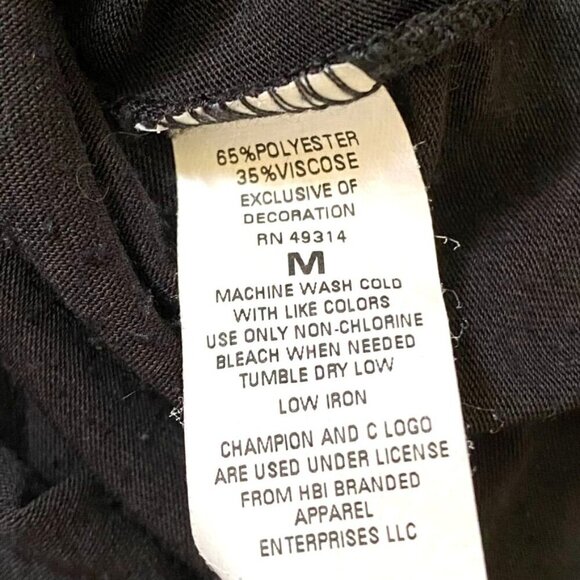 65%POLYESTER
35%VISCOSE
EXCLUSIVE OF
DECORATION
RN 49314
M
MACHINE WASH COLD
WITH LIKE COLORS
USE ONLY NON-CHLORINE
BLEACH WHEN NEEDED
TUMBLE DRY LOW
LOW IRON
CHAMPION AND C LOGO
ARE USED UNDER LICENSE
FROM HBI BRANDED
APPAREL
ENTERPRISES LLC